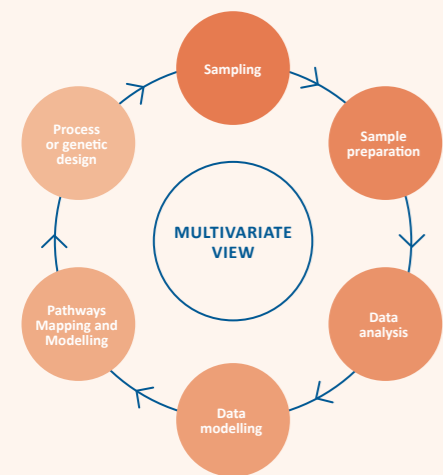 Sampling
Sample
preparation
Data
analysis
Data
modelling
Pathways
Mapping and
Modelling
Process
or genetic
design
MULTIVARIATE
VIEW